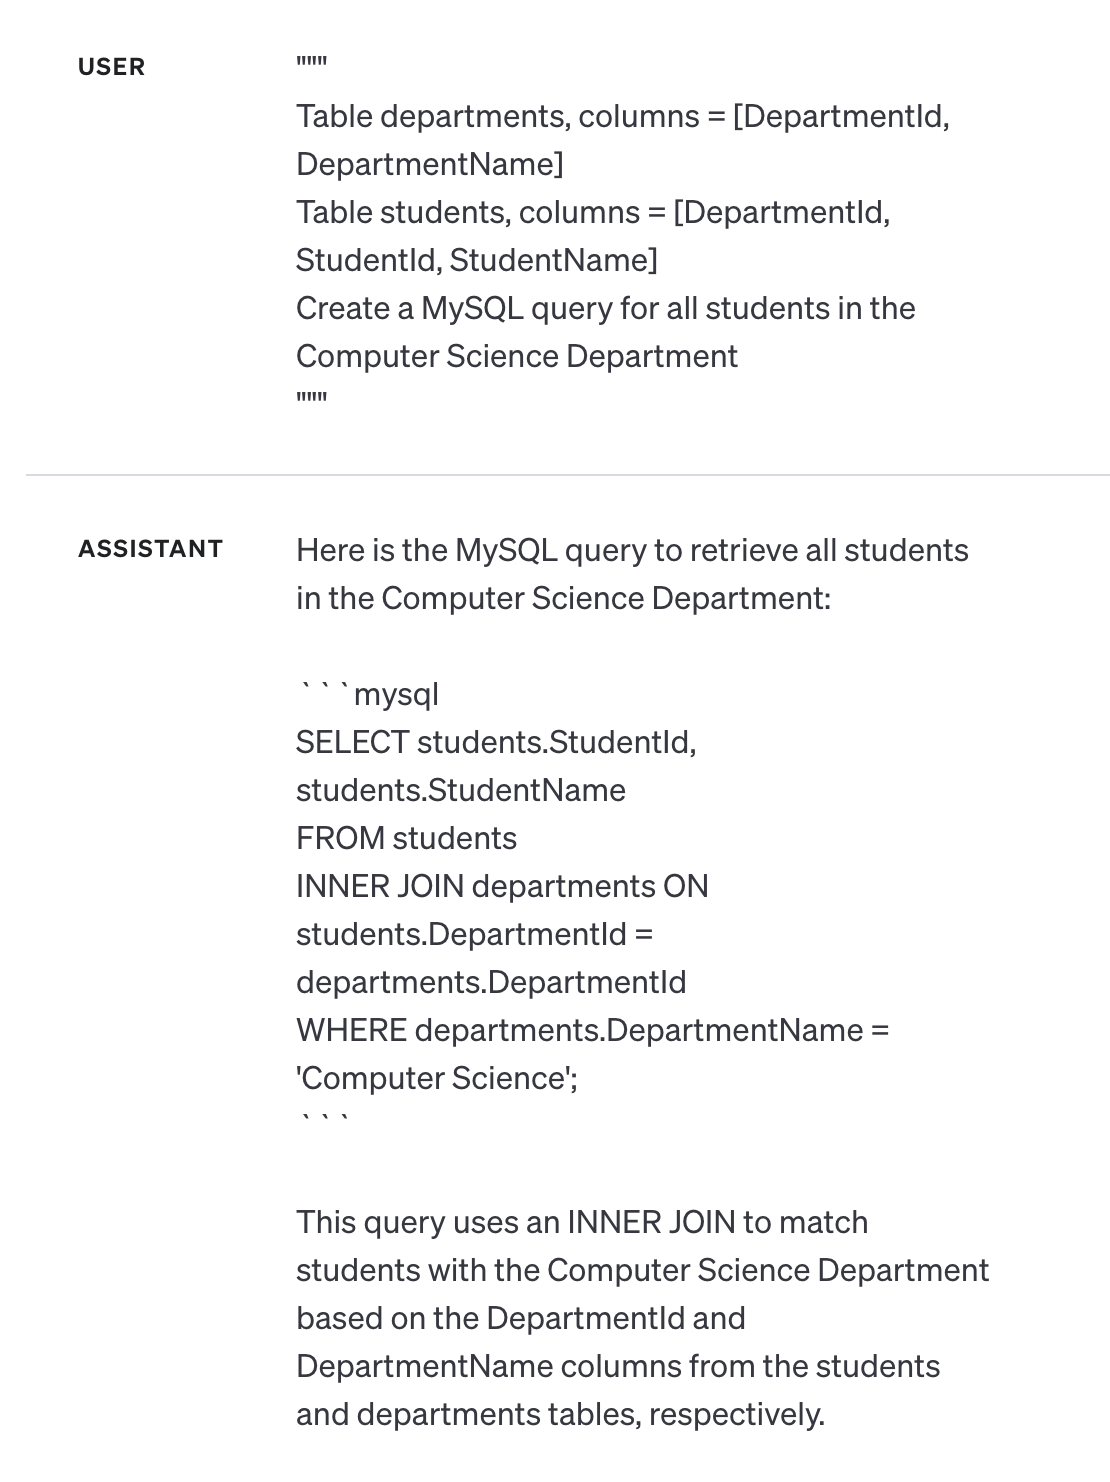 USER
"""
Table departments, columns = [DepartmentId,
DepartmentName]
Table students, columns = [DepartmentId,
StudentId, StudentName]
Create a MySQL query for all students in the
Computer Science Department
"""
ASSISTANT
Here is the MySQL query to retrieve all students
in the Computer Science Department:
```mysql
SELECT students.StudentId,
students.StudentName
FROM students
INNER JOIN departments ON
students.DepartmentId =
departments.DepartmentId
WHERE departments.DepartmentName =
'Computer Science';
```
This query uses an INNER JOIN to match
students with the Computer Science Department
based on the DepartmentId and
DepartmentName columns from the students
and departments tables, respectively.